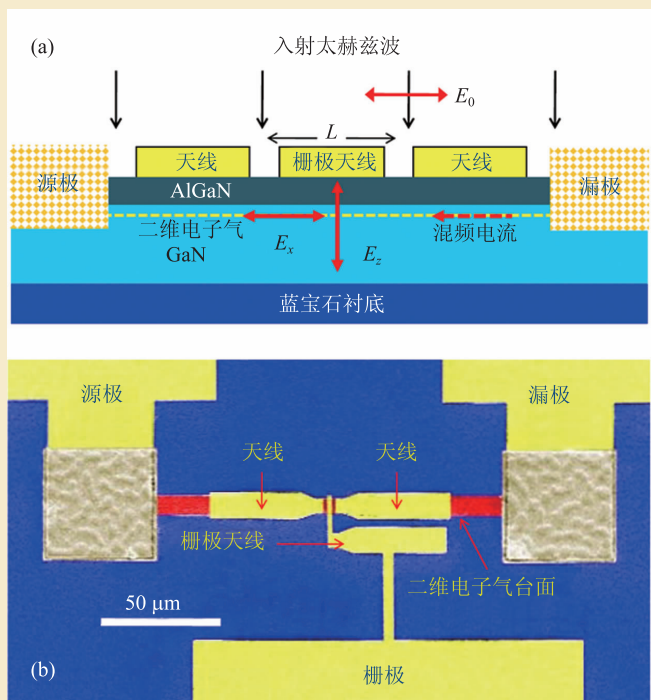 (a)
入射太赫兹波
E₀
L
源极
天线
栅极天线
天线
漏极
AlGaN
二维电子气
GaN
Eₓ
E_z
混频电流
蓝宝石衬底
源极
漏极
天线
天线
栅极天线
二维电子气台面
50 μm
(b)
栅极